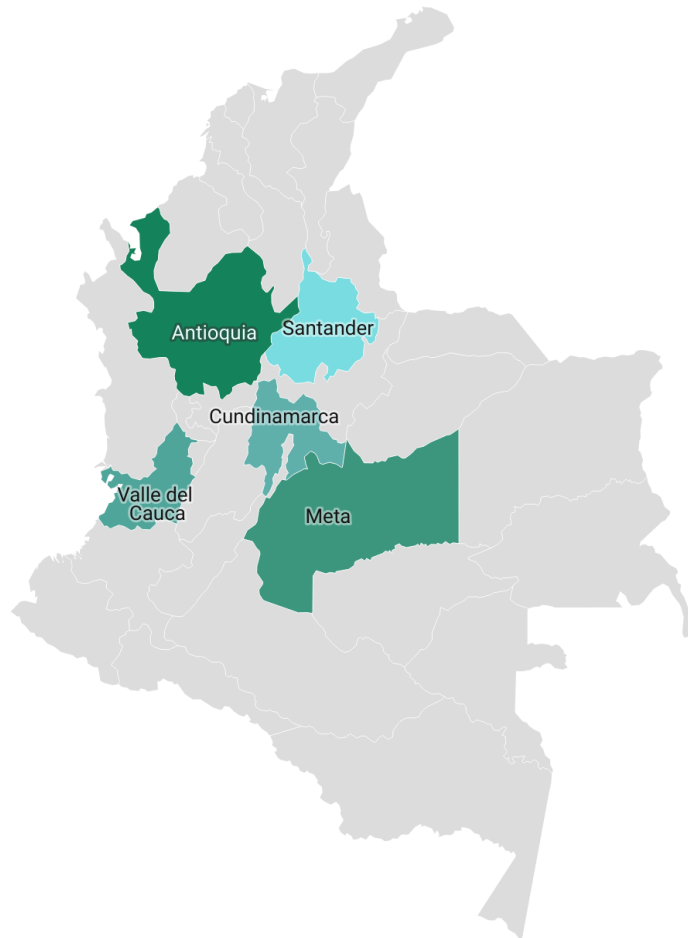 Antioquia
Santander
Cundinamarca
Valle del
Cauca
Meta